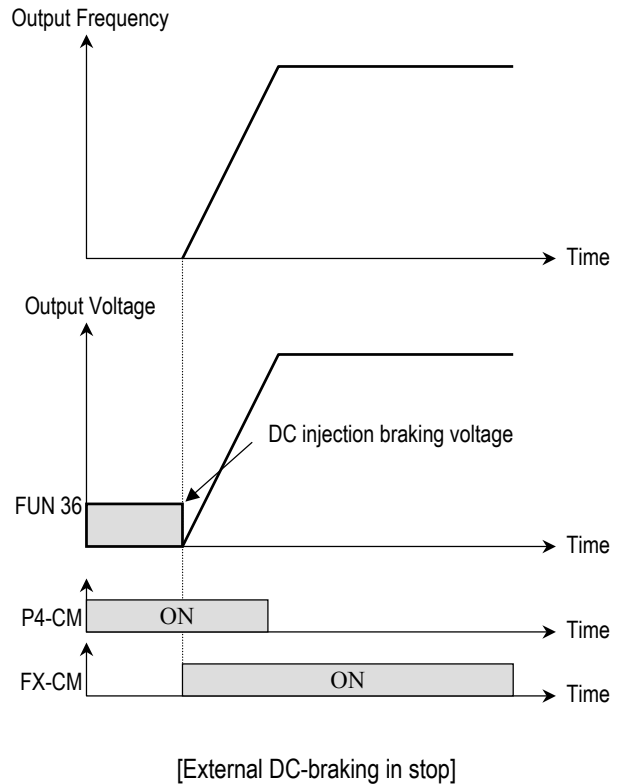 Output Frequency
Time
Output Voltage
DC injection braking voltage
FUN 36
Time
P4-CM
ON
Time
FX-CM
ON
Time
[External DC-braking in stop]